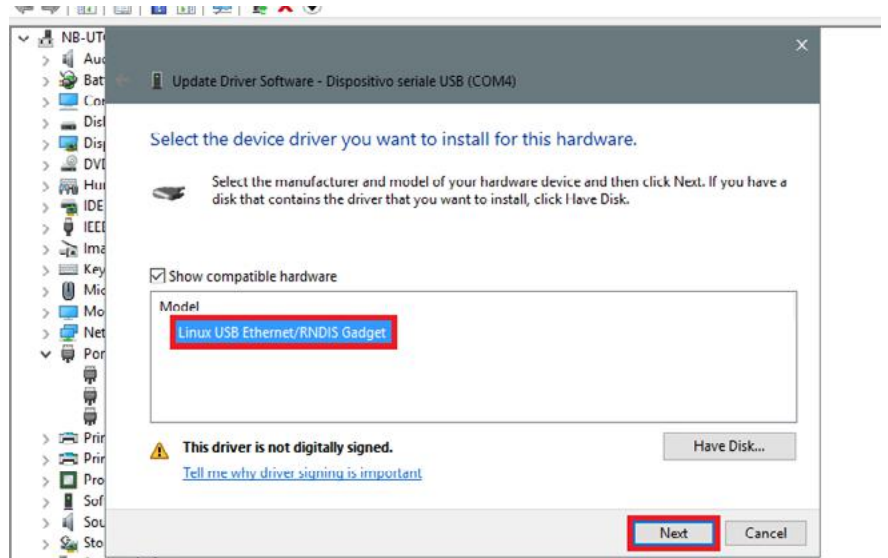 NB-UT
Update Driver Software - Dispositivo seriale USB (COM4)
Select the device driver you want to install for this hardware.
Select the manufacturer and model of your hardware device and then click Next. If you have a
disk that contains the driver that you want to install, click Have Disk.
Show compatible hardware
Model
Linux USB Ethernet/RNDIS Gadget
This driver is not digitally signed.
Tell me why driver signing is important
Have Disk...
Next
Cancel
Auc
Bat
Cor
Disl
Disp
DVI
Hur
IDE
IEEE
Ima
Key
Mic
Mo
Net
Por
Prir
Prir
Pro
Sof
Sou
Sto